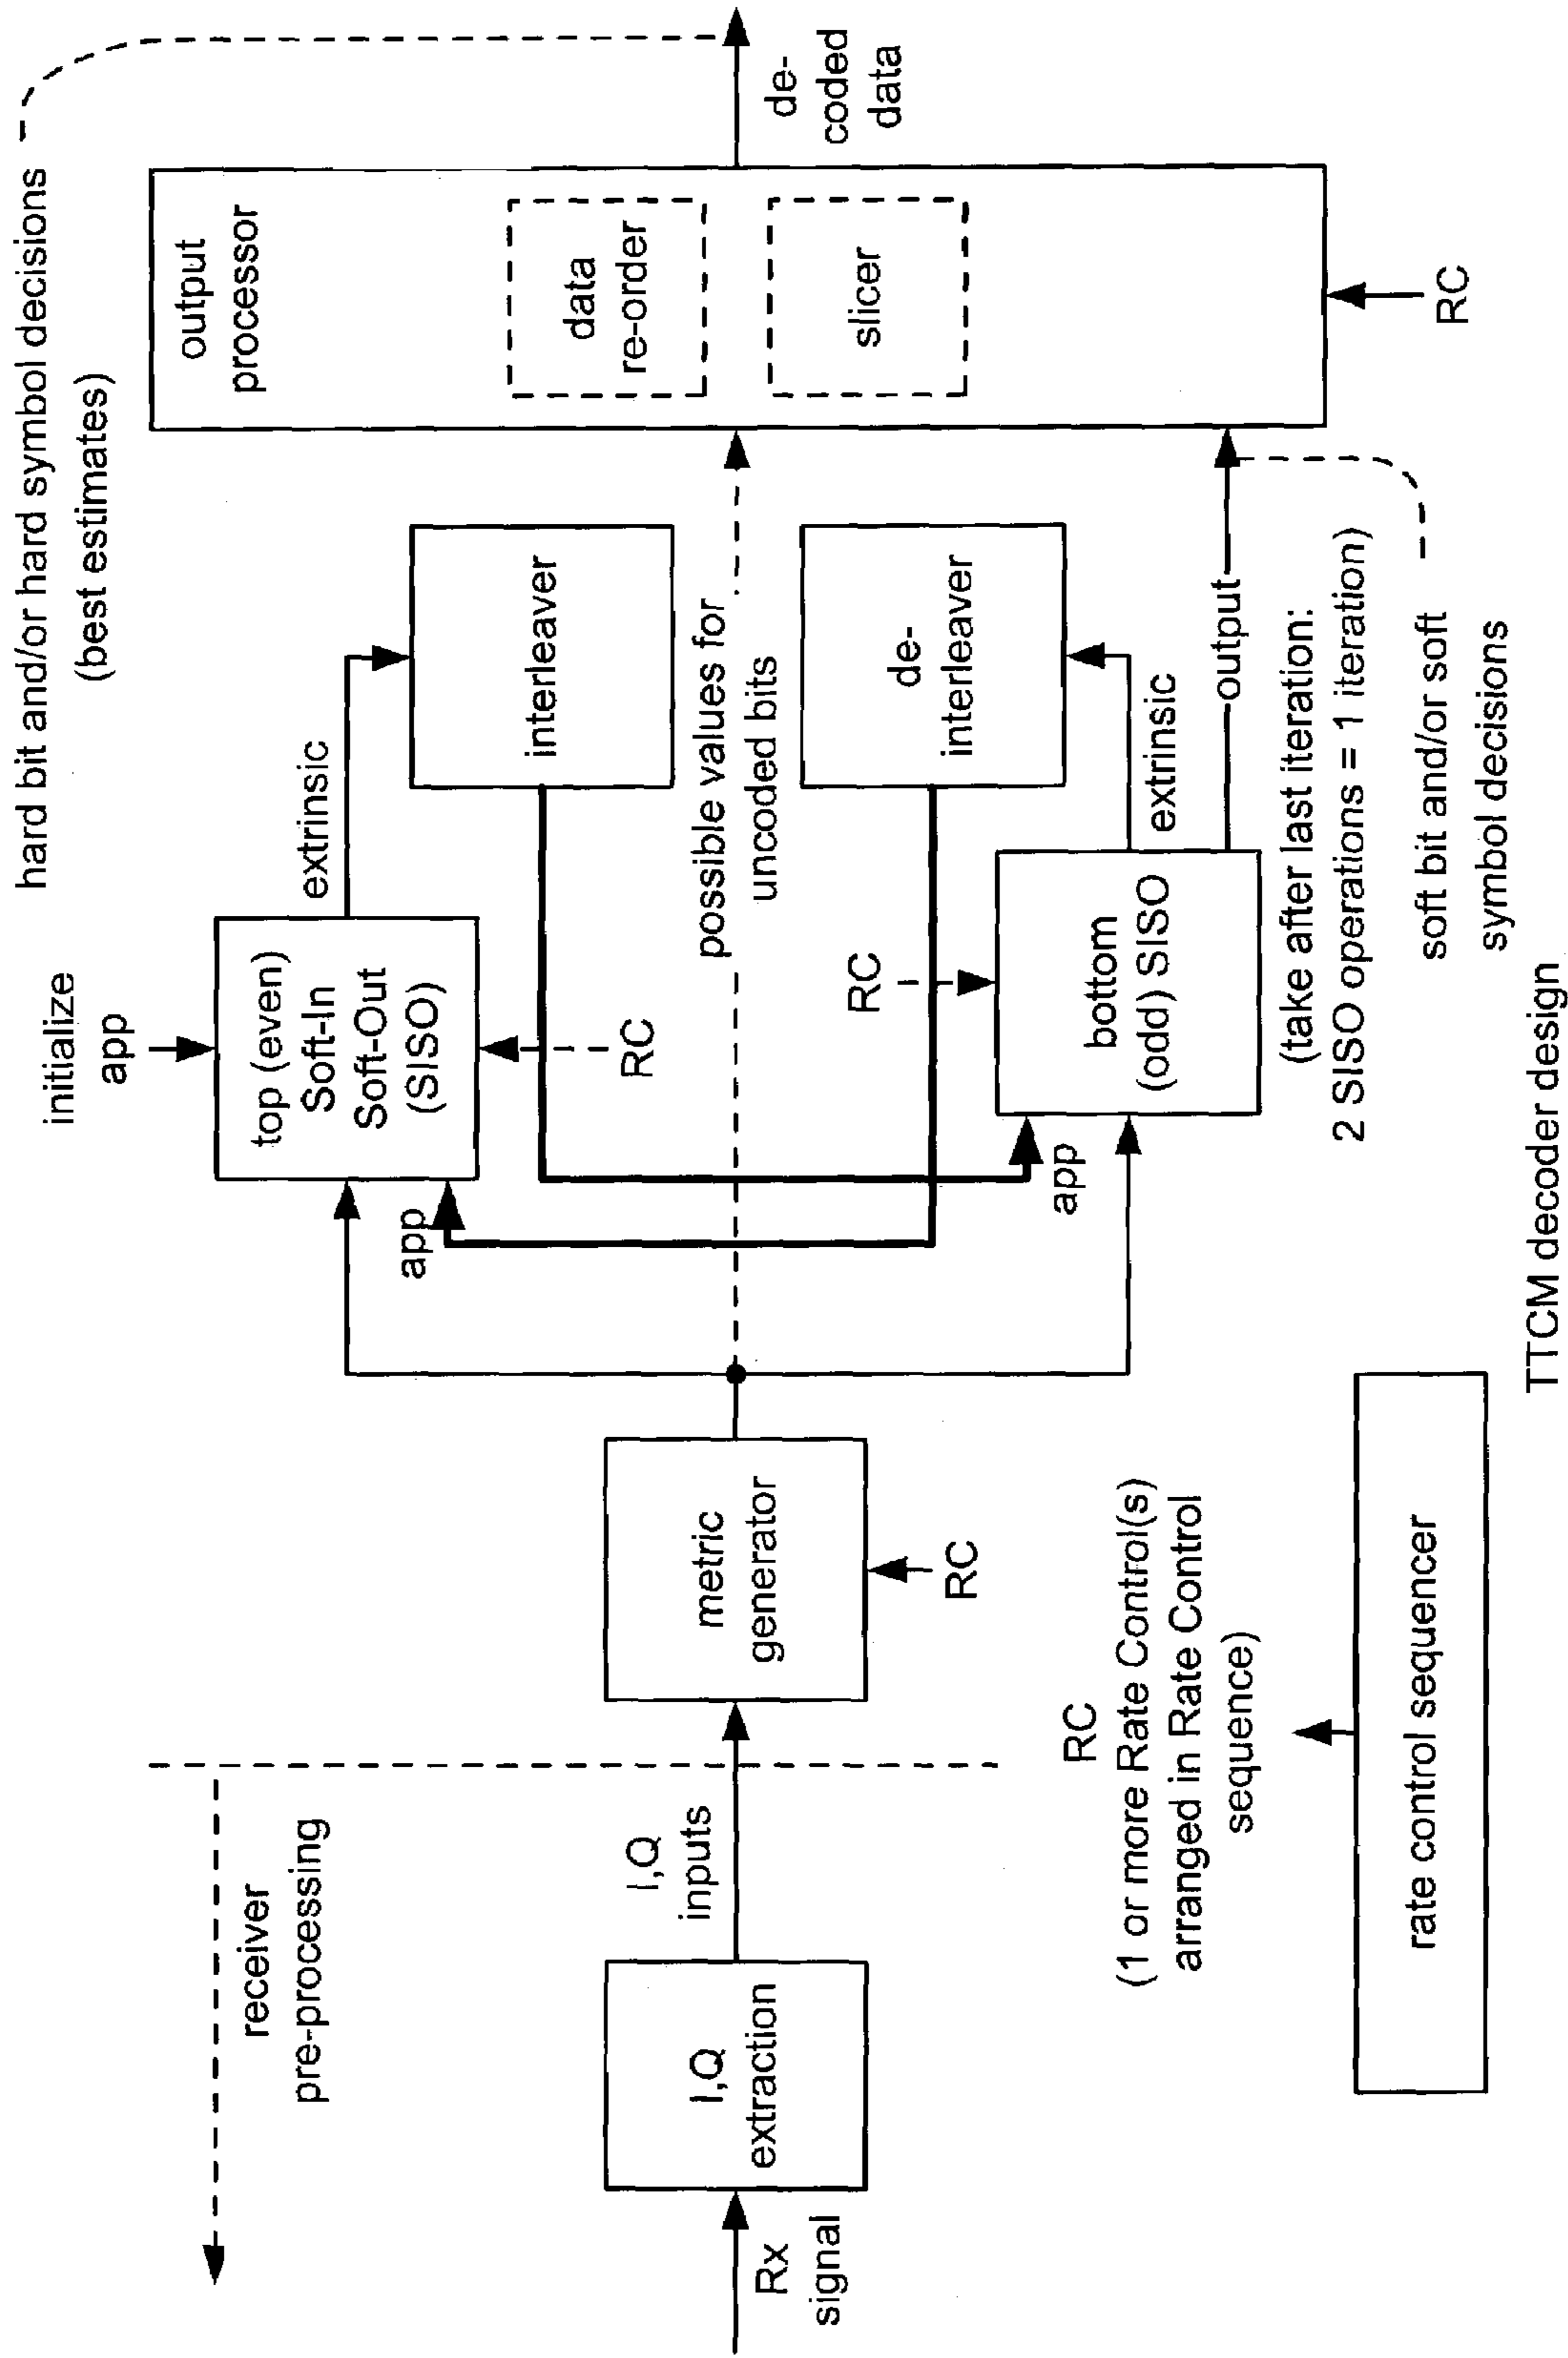 hard bit and/or hard symbol decisions
(best estimates)
initialize
app
top (even)
Soft-In
Soft-Out
(SISO)
extrinsic
interleaver
output
processor
data
re-order
slicer
de-
coded
data
RC
receiver
pre-processing
Rx
signal
I,Q
extraction
I,Q
inputs
metric
generator
RC
app
RC
possible values for
uncoded bits
RC
de-
interleaver
app
bottom
(odd) SISO
extrinsic
output
(take after last iteration:
2 SISO operations = 1 iteration)
soft bit and/or soft
symbol decisions
RC
(1 or more Rate Control(s)
arranged in Rate Control
sequence)
rate control sequencer
TTCM decoder design